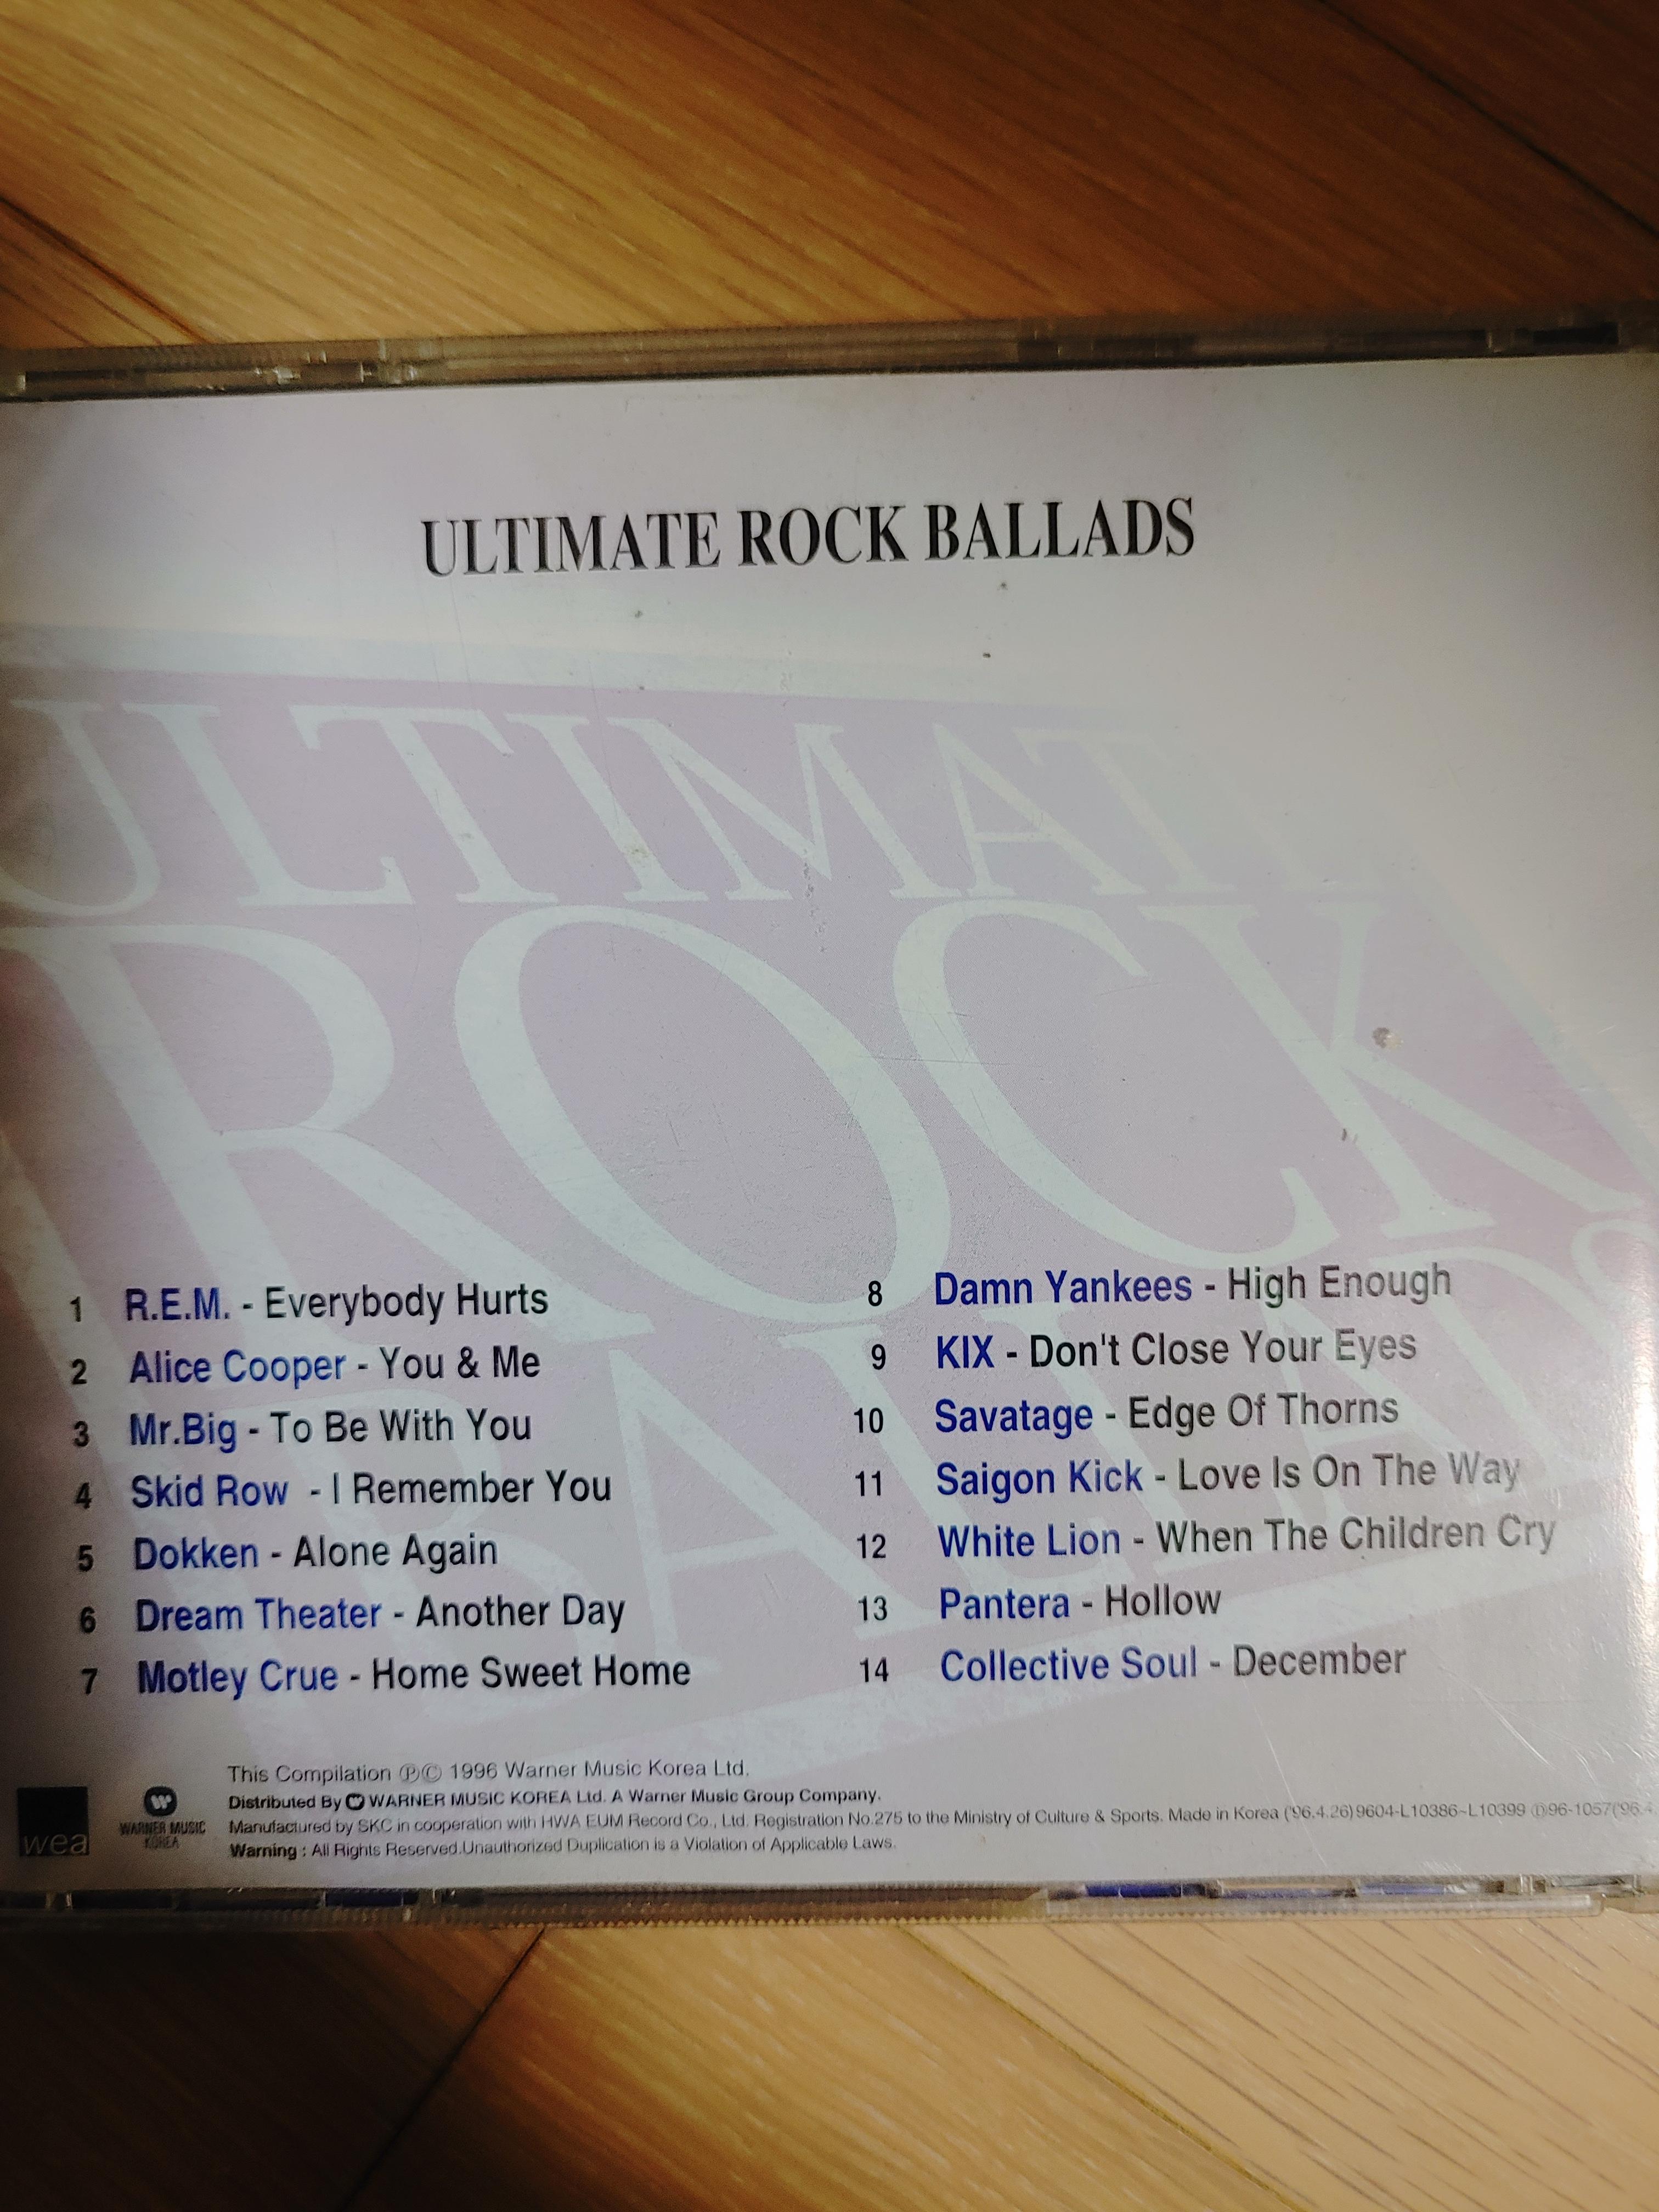 ULTIMATE ROCK BALLADS
ULTIMATE
ROCK
BALLADS
1 R.E.M. - Everybody Hurts
2 Alice Cooper - You & Me
3 Mr.Big - To Be With You
4 Skid Row - I Remember You
5 Dokken - Alone Again
6 Dream Theater - Another Day
7 Motley Crue - Home Sweet Home
8 Damn Yankees - High Enough
9 KIX - Don't Close Your Eyes
10 Savatage - Edge Of Thorns
11 Saigon Kick - Love Is On The Way
12 White Lion - When The Children Cry
13 Pantera - Hollow
14 Collective Soul - December
wea
WARNER MUSIC
KOREA
This Compilation ℗© 1996 Warner Music Korea Ltd.
Distributed By WARNER MUSIC KOREA Ltd. A Warner Music Group Company.
Manufactured by SKC in cooperation with HWA EUM Record Co., Ltd. Registration No.275 to the Ministry of Culture & Sports. Made in Korea ('96.4.26)9604-L10386~L10399 ℗96-1057('96.4.
Warning : All Rights Reserved.Unauthorized Duplication is a Violation of Applicable Laws.